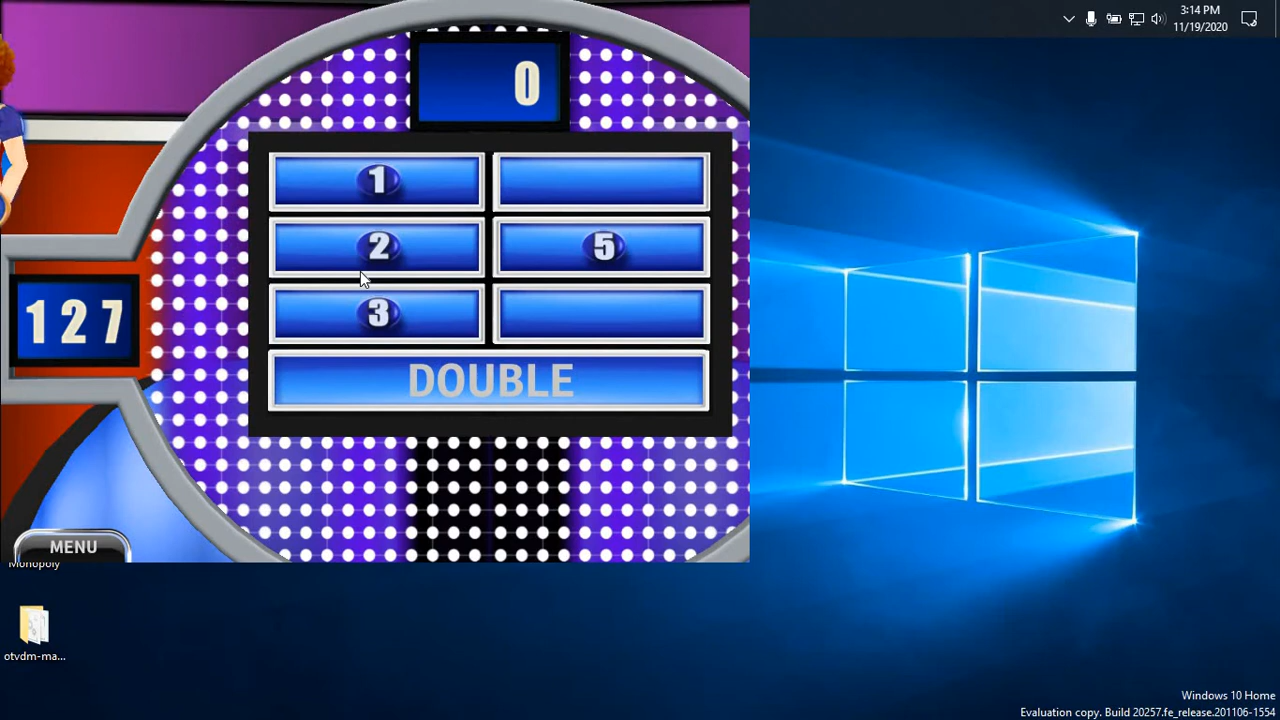 3:14 PM
11/19/2020
0
1
2
5
3
127
DOUBLE
MENU
Monopoly
otvdm-ma...
Windows 10 Home
Evaluation copy. Build 20257.fe_release.201106-1554